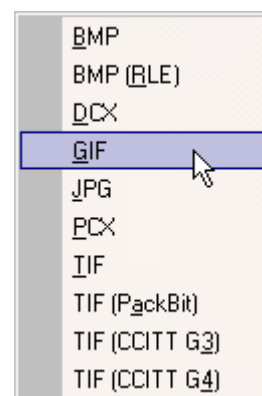 BMP
BMP (RLE)
DCX
GIF
JPG
PCX
TIF
TIF (PackBit)
TIF (CCITT G3)
TIF (CCITT G4)